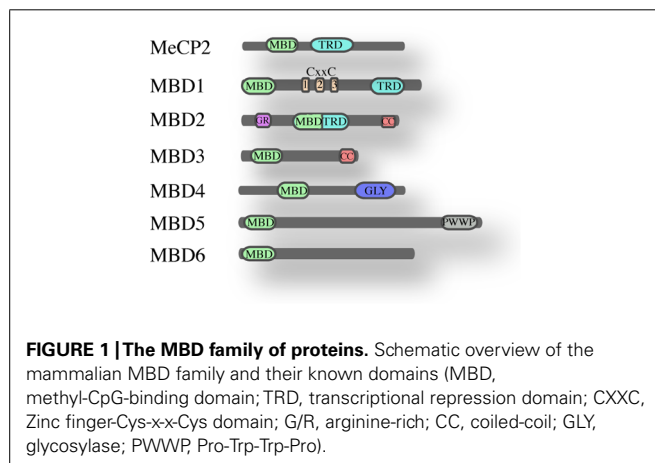 MeCP2 MBD TRD
CxxC
MBD1 MBD 1 2 3 TRD
MBD2 GR MBD TRD CC
MBD3 MBD CC
MBD4 MBD GLY
MBD5 MBD PWWP
MBD6 MBD
FIGURE 1 | The MBD family of proteins. Schematic overview of the
mammalian MBD family and their known domains (MBD,
methyl-CpG-binding domain; TRD, transcriptional repression domain; CXXC,
Zinc finger-Cys-x-x-Cys domain; G/R, arginine-rich; CC, coiled-coil; GLY,
glycosylase; PWWP, Pro-Trp-Trp-Pro).